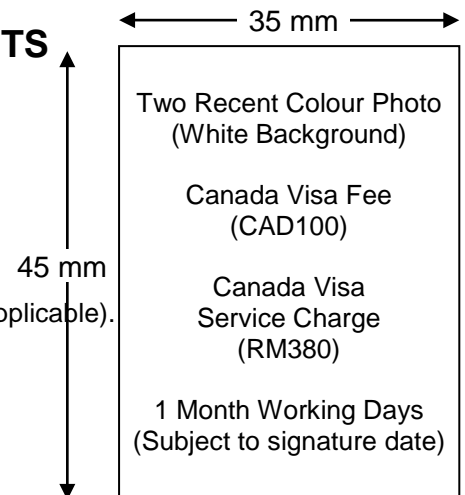 35 mm
TS
Two Recent Colour Photo
(White Background)
Canada Visa Fee
(CAD100)
45 mm
Canada Visa
Service Charge
(RM380)
1 Month Working Days
(Subject to signature date)